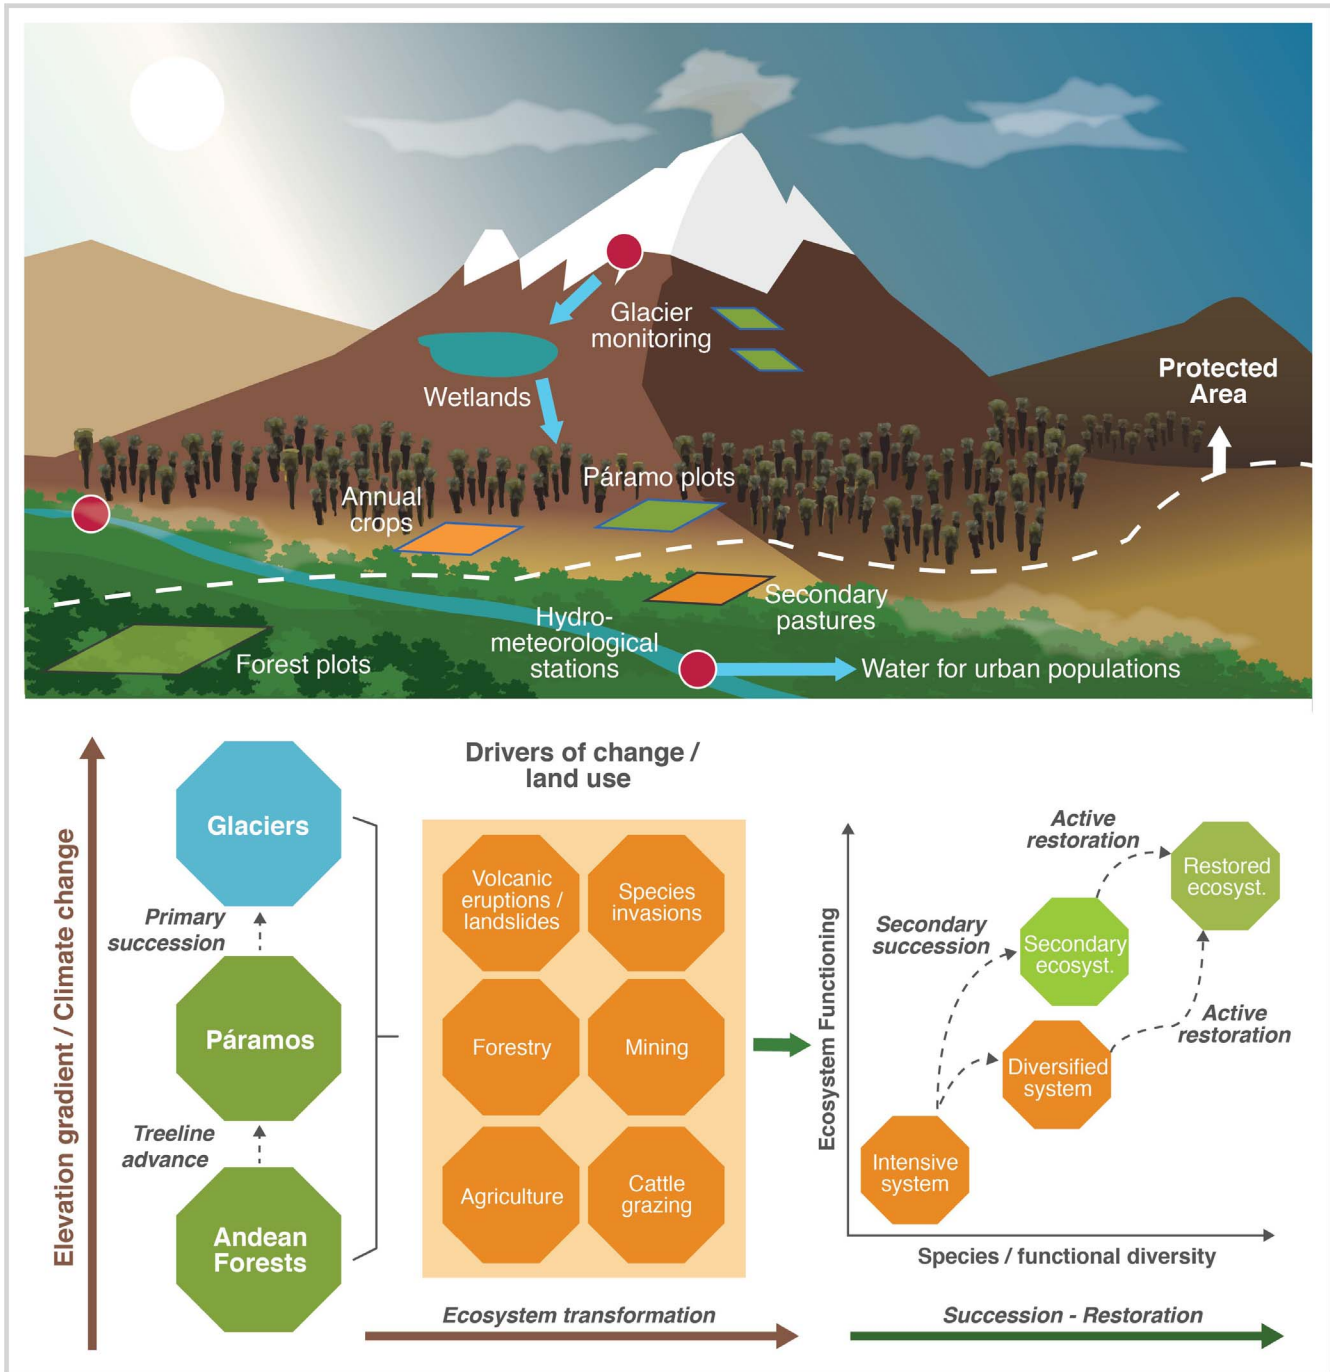 Glacier
monitoring
Wetlands
Protected
Area
Páramo plots
Annual
crops
Secondary
pastures
Hydro-
meteorological
stations
Forest plots
Water for urban populations
Elevation gradient / Climate change
Glaciers
Primary
succession
Páramos
Treeline
advance
Andean
Forests
Drivers of change /
land use
Volcanic
eruptions /
landslides
Species
invasions
Forestry
Mining
Agriculture
Cattle
grazing
Ecosystem transformation
Ecosystem Functioning
Active
restoration
Restored
ecosyst.
Secondary
succession
Secondary
ecosyst.
Active
restoration
Diversified
system
Intensive
system
Species / functional diversity
Succession - Restoration